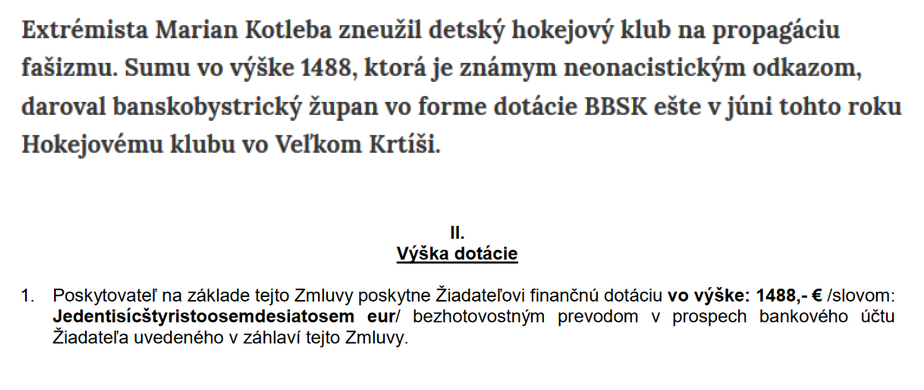 Extrémista Marian Kotleba zneužil detský hokejový klub na propagáciu
fašizmu. Sumu vo výške 1488, ktorá je známym neonacistickým odkazom,
daroval banskobystrický župan vo forme dotácie BBSK ešte v júni tohto roku
Hokejovému klubu vo Veľkom Krtíši.
II.
Výška dotácie
1. Poskytovateľ na základe tejto Zmluvy poskytne Žiadateľovi finančnú dotáciu vo výške: 1488,- € /slovom:
Jedentisícštyristoosemdesiatosem eur/ bezhotovostným prevodom v prospech bankového účtu
Žiadateľa uvedeného v záhlaví tejto Zmluvy.